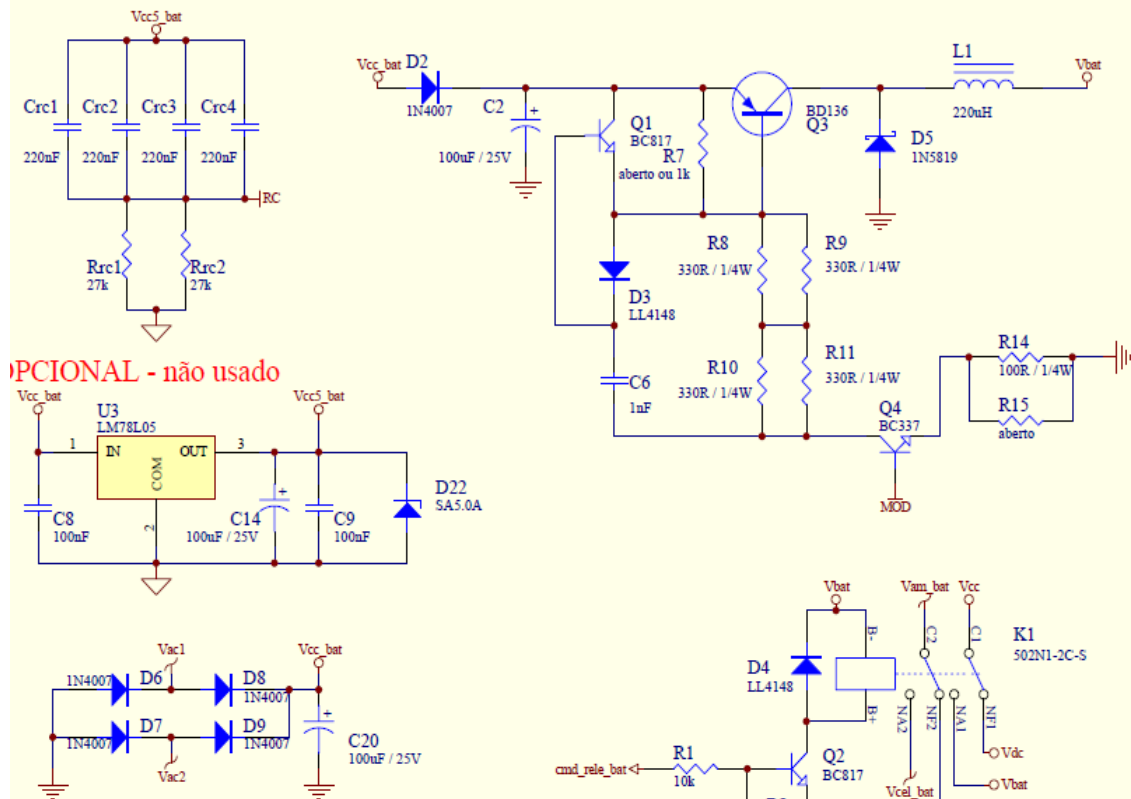 Vcc5_bat
Crc1
Crc2
Crc3
Crc4
220nF
220nF
220nF
220nF
RC
Rrc1
27k
Rrc2
27k
Vcc_bat
D2
1N4007
C2
+
100uF / 25V
Q1
BC817
R7
aberto ou 1k
BD136
Q3
D5
1N5819
L1
220uH
Vbat
R8
330R / 1/4W
R9
330R / 1/4W
D3
LL4148
C6
1nF
R10
330R / 1/4W
R11
330R / 1/4W
Q4
BC337
MOD
R14
100R / 1/4W
R15
aberto
OPCIONAL - não usado
Vcc_bat
U3
LM78L05
1
IN
OUT
3
COM
2
Vcc5_bat
C8
100nF
C14
+
100uF / 25V
C9
100nF
D22
SA5.0A
Vac1
1N4007
D6
D8
1N4007
D7
1N4007
D9
1N4007
Vac2
Vcc_bat
+
C20
100uF / 25V
Vbat
D4
LL4148
B-
B+
Vam_bat
Vcc
C2
C1
K1
502N1-2C-S
NA2
NF2
NA1
NF1
Vdc
Vbat
Vcel_bat
cmd_rele_bat
R1
10k
Q2
BC817